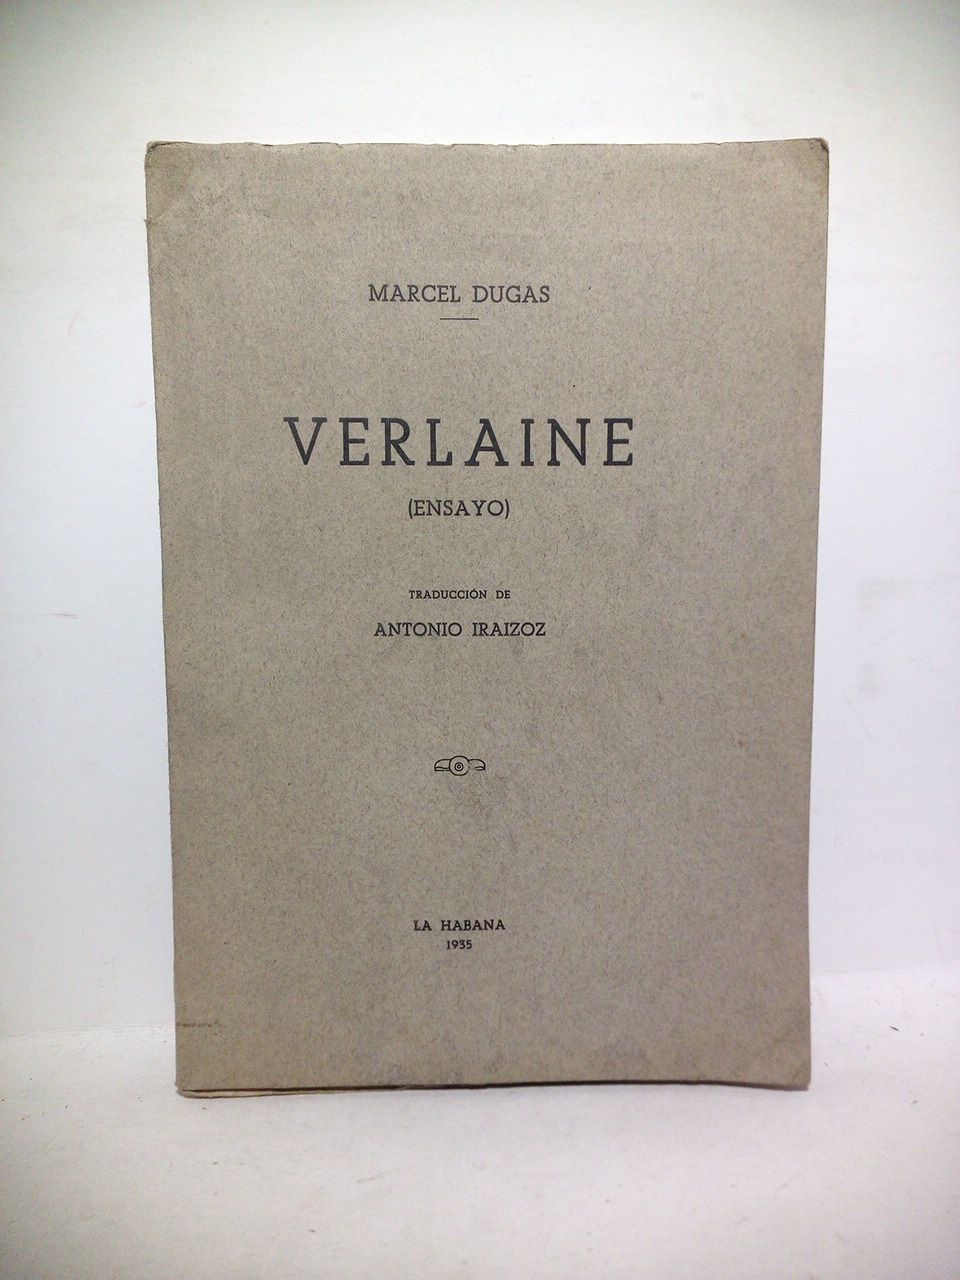 MARCEL DUGAS
VERLAINE
(ENSAYO)
TRADUCCIÓN DE
ANTONIO IRAIZOZ
LA HABANA
1935